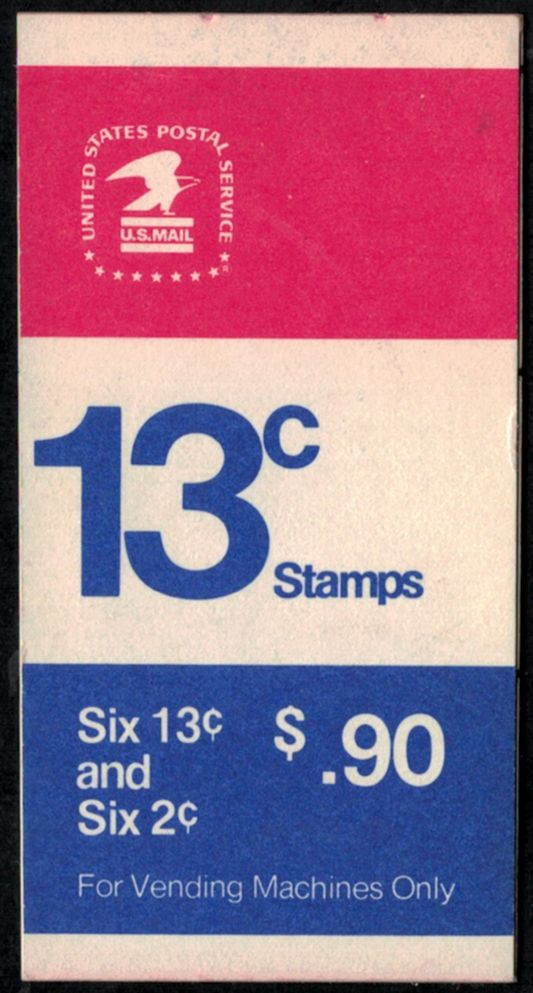 UNITED STATES POSTAL SERVICE
U.S.MAIL
13c
Stamps
Six 13¢
and
Six 2¢
$ .90
For Vending Machines Only